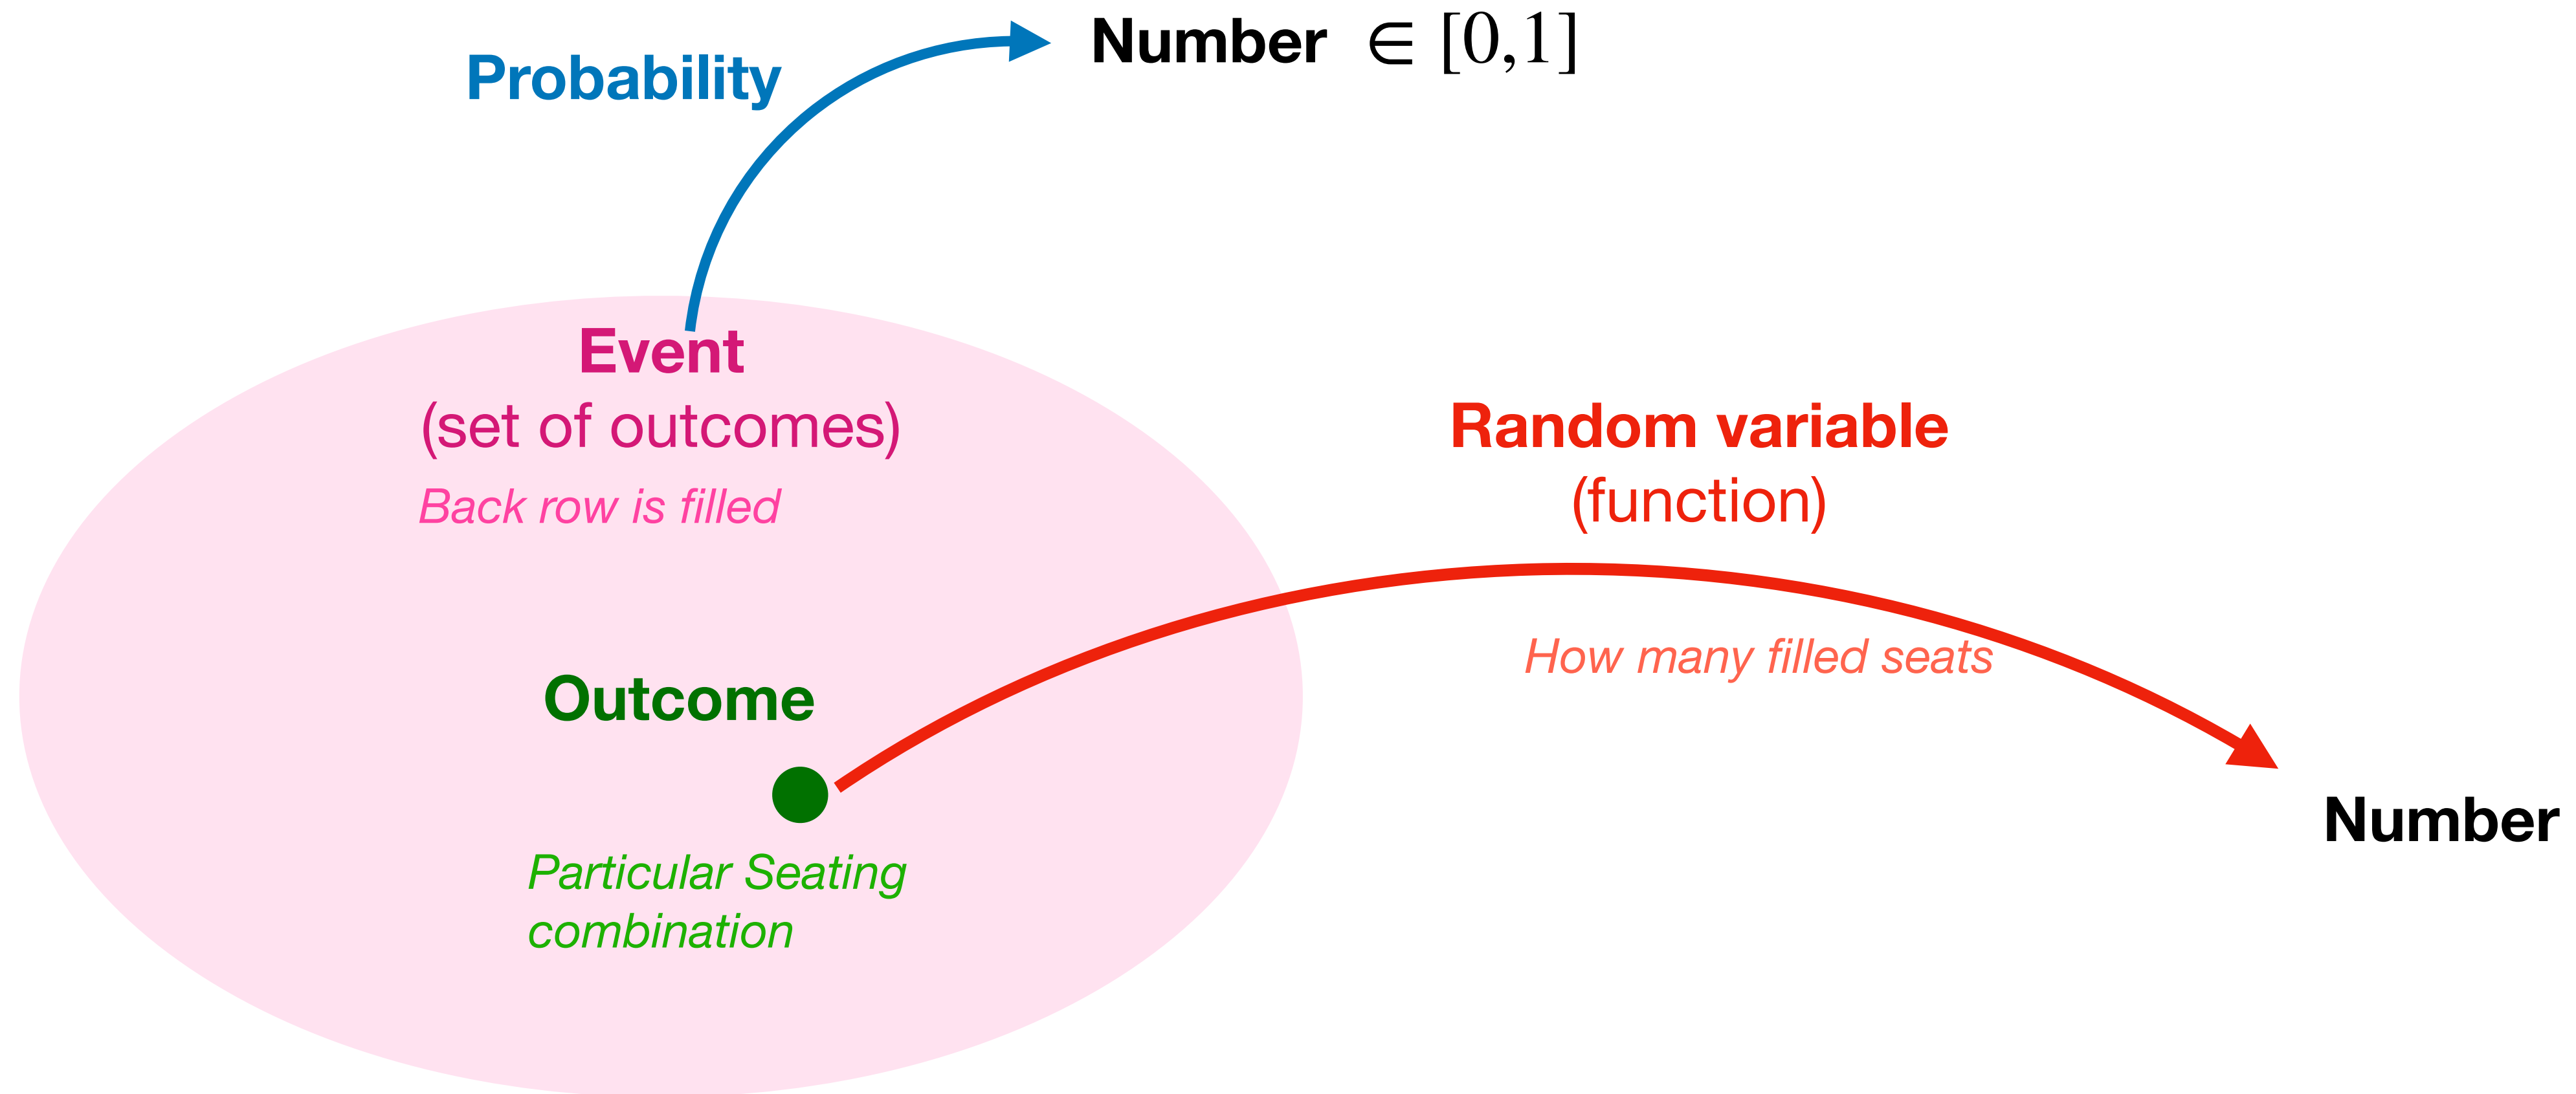 Probability
Number ∈ [0,1]
Event
(set of outcomes)
Back row is filled
Random variable
(function)
How many filled seats
Outcome
Particular Seating
combination
Number